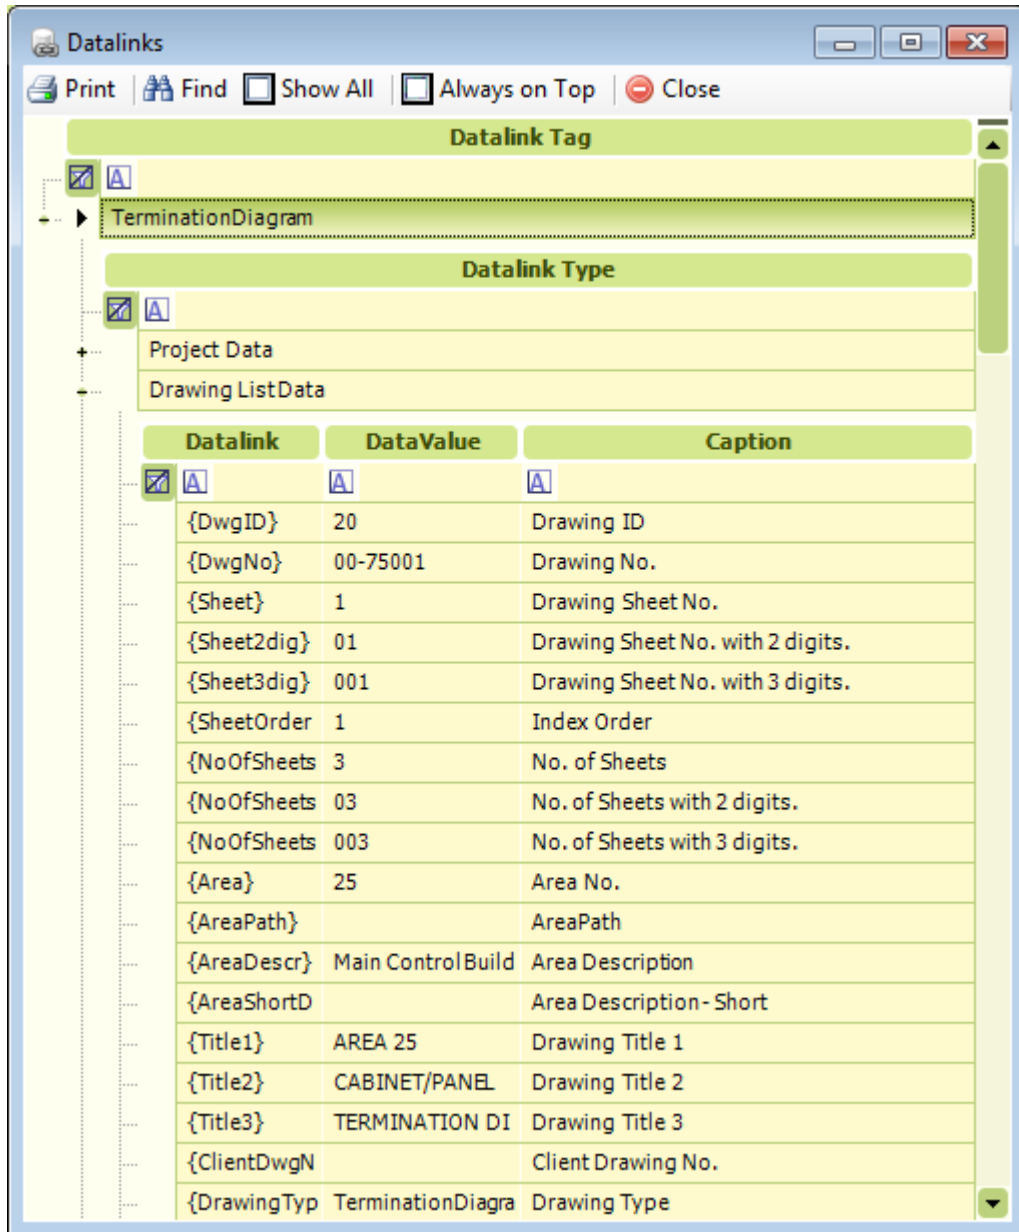 Datalinks
Print Find Show All Always on Top Close
Datalink Tag
A
TerminationDiagram
Datalink Type
A
Project Data
Drawing List Data
Datalink DataValue Caption
A A A
{DwgID} 20 Drawing ID
{DwgNo} 00-75001 Drawing No.
{Sheet} 1 Drawing Sheet No.
{Sheet2dig} 01 Drawing Sheet No. with 2 digits.
{Sheet3dig} 001 Drawing Sheet No. with 3 digits.
{SheetOrder 1 Index Order
{NoOfSheets 3 No. of Sheets
{NoOfSheets 03 No. of Sheets with 2 digits.
{NoOfSheets 003 No. of Sheets with 3 digits.
{Area} 25 Area No.
{AreaPath} AreaPath
{AreaDescr} Main Control Build Area Description
{AreaShortD Area Description - Short
{Title1} AREA 25 Drawing Title 1
{Title2} CABINET/PANEL Drawing Title 2
{Title3} TERMINATION DI Drawing Title 3
{ClientDwgN Client Drawing No.
{DrawingTyp TerminationDiagra Drawing Type